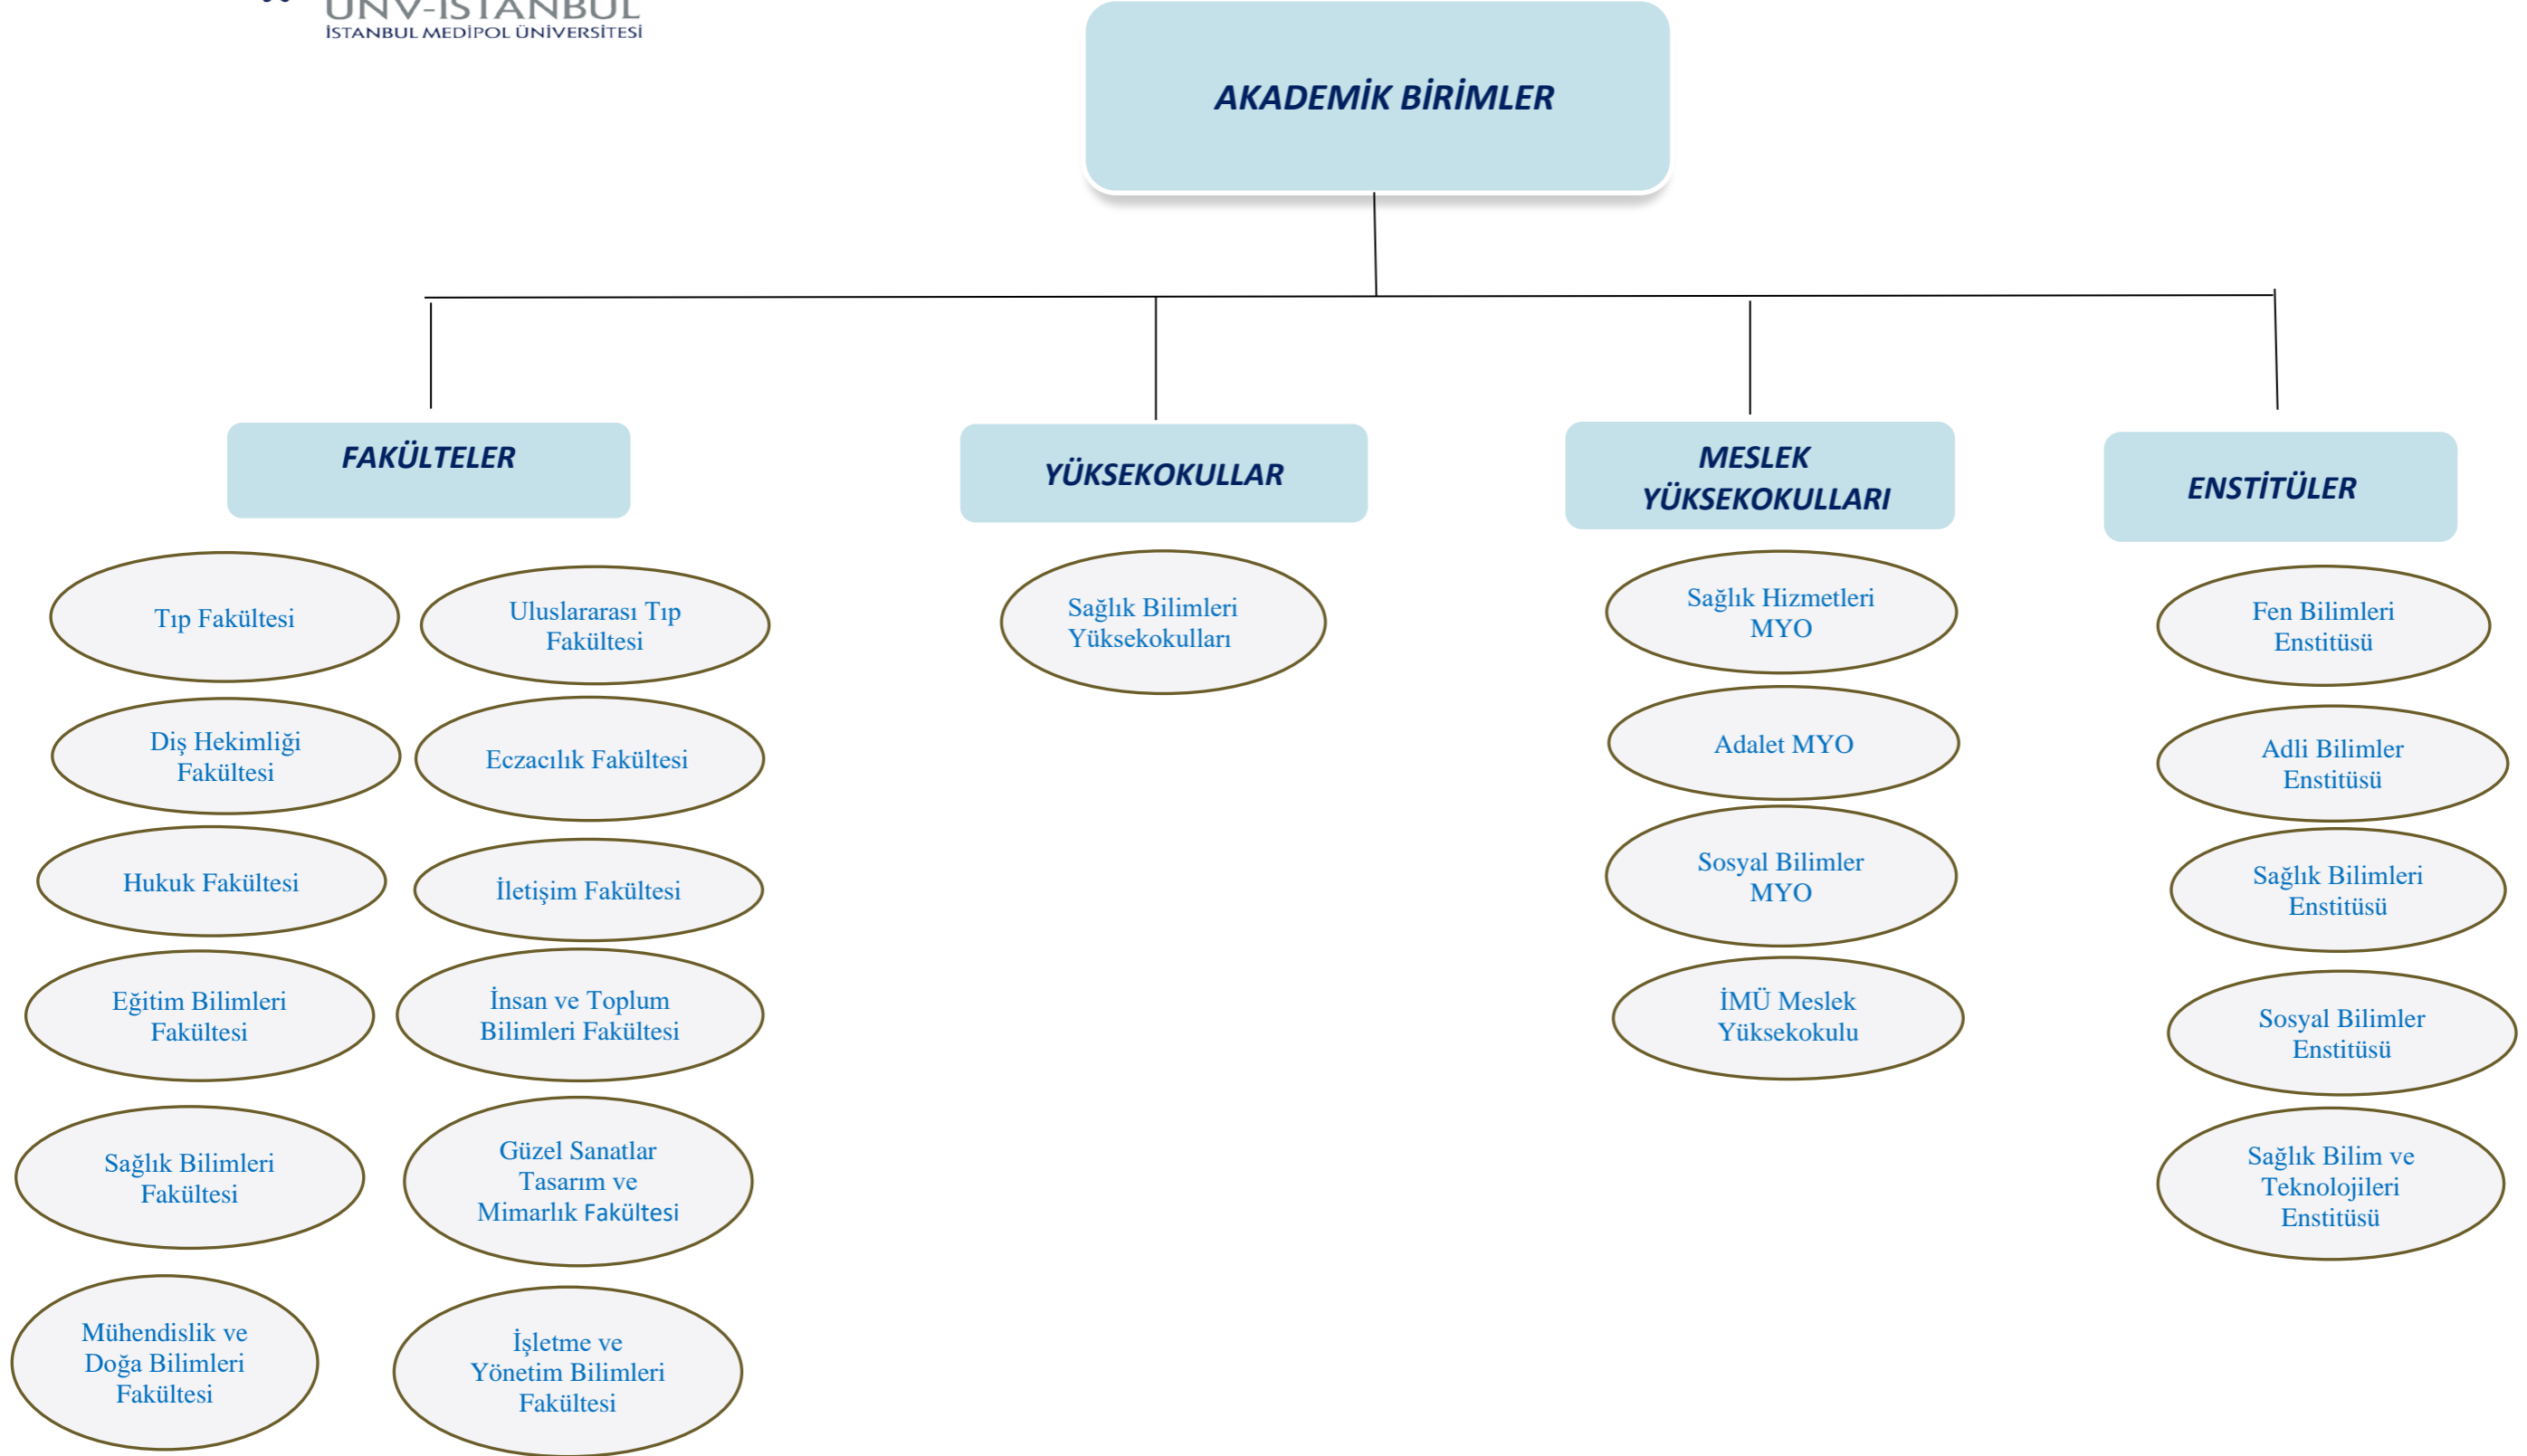 ÜNV-İSTANBUL
İSTANBUL MEDİPOL ÜNİVERSİTESİ
AKADEMİK BİRİMLER
FAKÜLTELER
YÜKSEKOKULLAR
MESLEK
YÜKSEKOKULLARI
ENSTİTÜLER
Tıp Fakültesi
Uluslararası Tıp
Fakültesi
Diş Hekimliği
Fakültesi
Eczacılık Fakültesi
Hukuk Fakültesi
İletişim Fakültesi
Eğitim Bilimleri
Fakültesi
İnsan ve Toplum
Bilimleri Fakültesi
Sağlık Bilimleri
Fakültesi
Güzel Sanatlar
Tasarım ve
Mimarlık Fakültesi
Mühendislik ve
Doğa Bilimleri
Fakültesi
İşletme ve
Yönetim Bilimleri
Fakültesi
Sağlık Bilimleri
Yüksekokulları
Sağlık Hizmetleri
MYO
Adalet MYO
Sosyal Bilimler
MYO
İMÜ Meslek
Yüksekokulu
Fen Bilimleri
Enstitüsü
Adli Bilimler
Enstitüsü
Sağlık Bilimleri
Enstitüsü
Sosyal Bilimler
Enstitüsü
Sağlık Bilim ve
Teknolojileri
Enstitüsü